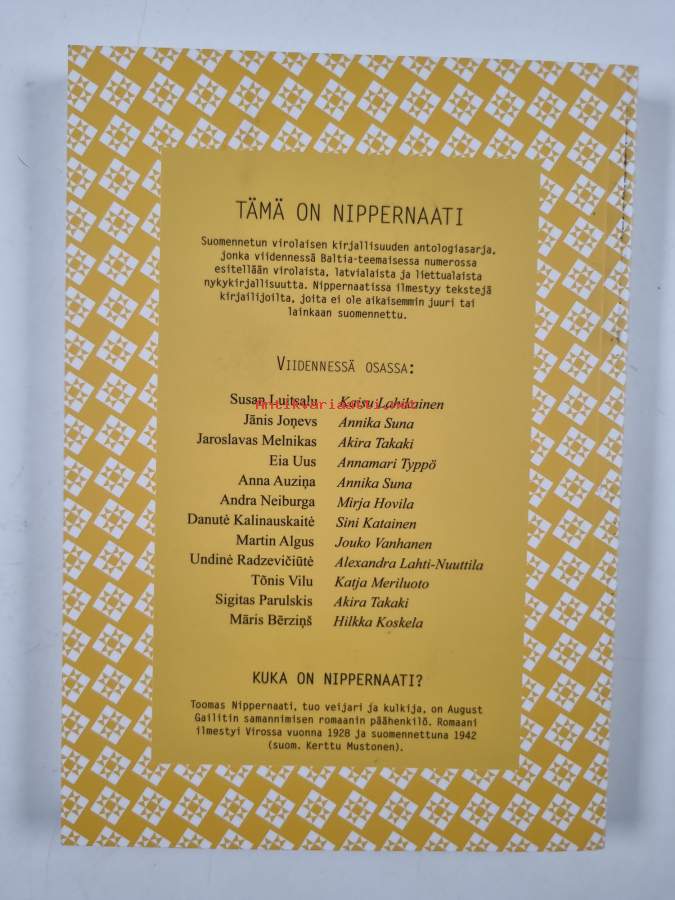 TÄMÄ ON NIPPERNAATI
Suomennetun virolaisen kirjallisuuden antologiasarja,
jonka viidennessä Baltia-teemaisessa numerossa
esitellään virolaista, latvialaista ja liettualaista
nykykirjallisuutta. Nippernaatissa ilmestyy tekstejä
kirjailijoilta, joita ei ole aikaisemmin juuri tai
lainkaan suomennettu.
VIIDENNESSÄ OSASSA:
Susan Luitsalu Kaisu Lahikainen
Antikvariaatti.net
Jānis Joņevs Annika Suna
Jaroslavas Melnikas Akira Takaki
Eia Uus Annamari Typpö
Anna Auziņa Annika Suna
Andra Neiburga Mirja Hovila
Danutė Kalinauskaitė Sini Katainen
Martin Algus Jouko Vanhanen
Undinė Radzevičiūtė Alexandra Lahti-Nuuttila
Tõnis Vilu Katja Meriluoto
Sigitas Parulskis Akira Takaki
Māris Bērziņš Hilkka Koskela
KUKA ON NIPPERNAATI?
Toomas Nippernaati, tuo veijari ja kulkija, on August
Gailitin samannimisen romaanin päähenkilö. Romaani
ilmestyi Virossa vuonna 1928 ja suomennettuna 1942
(suom. Kerttu Mustonen).